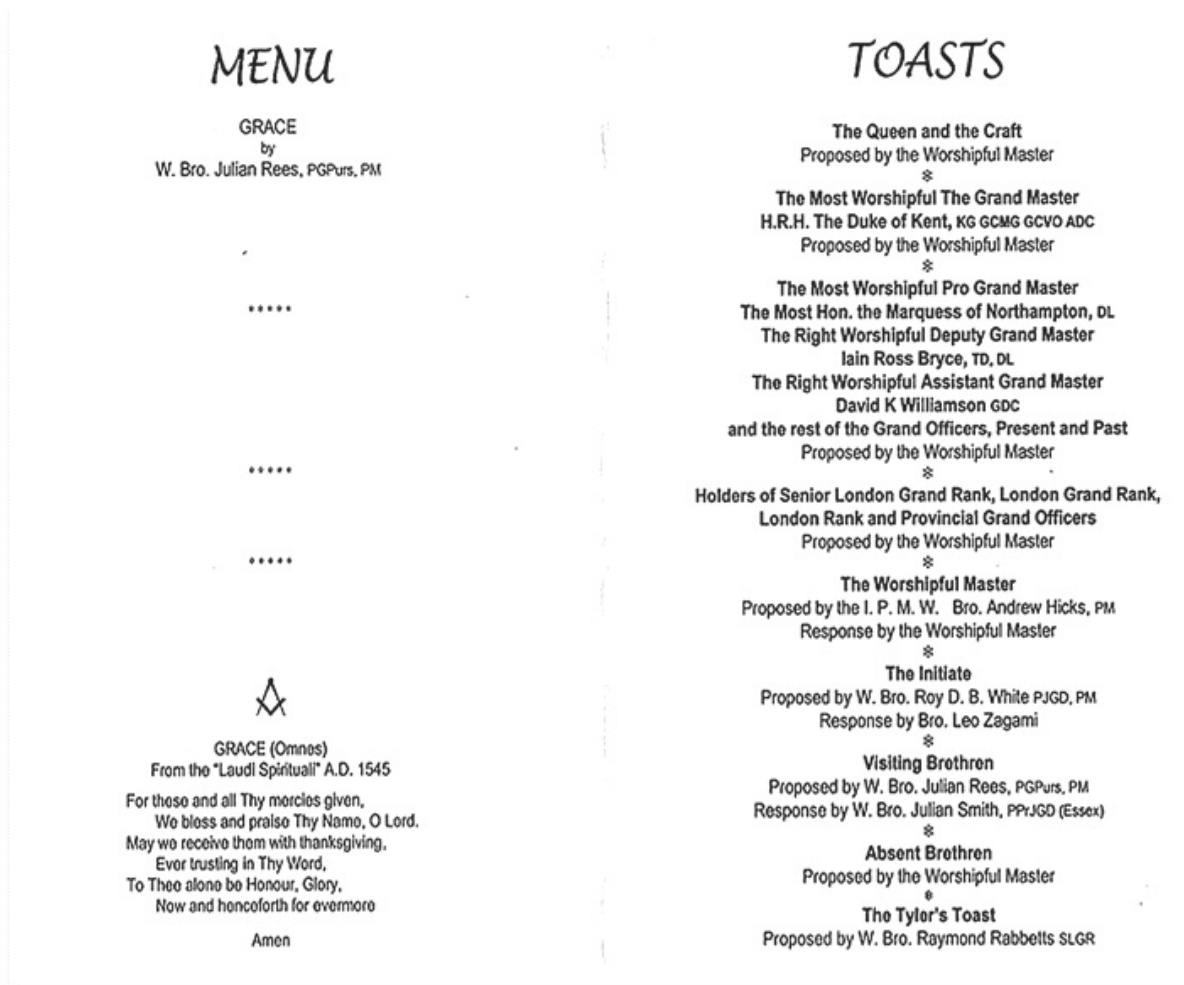 MENU
GRACE
by
W. Bro. Julian Rees, PGPurs, PM
*****
*****
*****
GRACE (Omnes)
From the "Laudi Spirituali" A.D. 1545
For these and all Thy mercies given,
We bless and praise Thy Name, O Lord.
May we receive them with thanksgiving,
Ever trusting in Thy Word,
To Thee alone be Honour, Glory,
Now and henceforth for evermore
Amen
TOASTS
The Queen and the Craft
Proposed by the Worshipful Master
*
The Most Worshipful The Grand Master
H.R.H. The Duke of Kent, KG GCMG GCVO ADC
Proposed by the Worshipful Master
*
The Most Worshipful Pro Grand Master
The Most Hon. the Marquess of Northampton, DL
The Right Worshipful Deputy Grand Master
Iain Ross Bryce, TD, DL
The Right Worshipful Assistant Grand Master
David K Williamson GDC
and the rest of the Grand Officers, Present and Past
Proposed by the Worshipful Master
*
Holders of Senior London Grand Rank, London Grand Rank,
London Rank and Provincial Grand Officers
Proposed by the Worshipful Master
*
The Worshipful Master
Proposed by the I. P. M. W. Bro. Andrew Hicks, PM
Response by the Worshipful Master
*
The Initiate
Proposed by W. Bro. Roy D. B. White PJGD, PM
Response by Bro. Leo Zagami
*
Visiting Brethren
Proposed by W. Bro. Julian Rees, PGPurs, PM
Response by W. Bro. Julian Smith, PPrJGD (Essex)
*
Absent Brethren
Proposed by the Worshipful Master
*
The Tyler's Toast
Proposed by W. Bro. Raymond Rabbetts SLGR